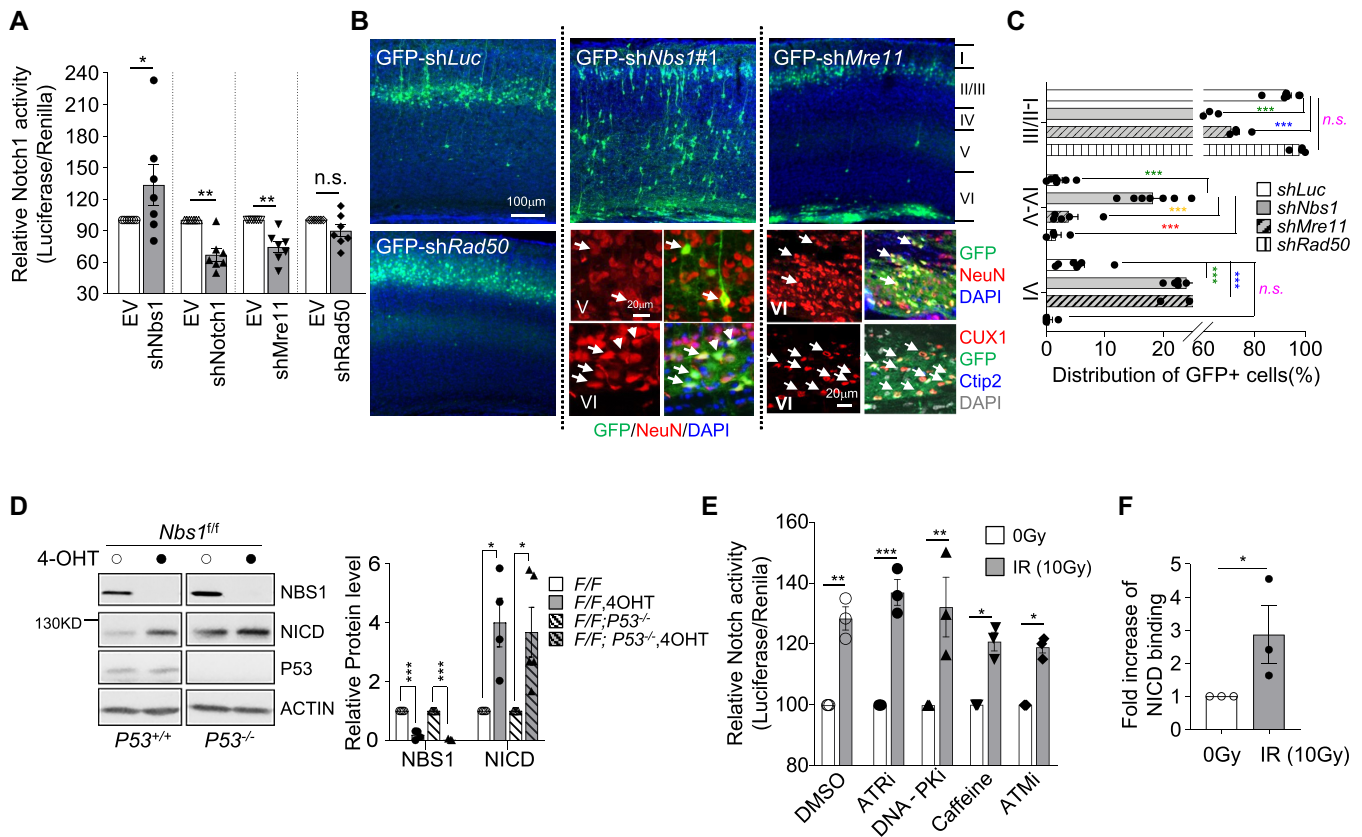 A
Relative Notch1 activity
(Luciferase/Renilla)
240
210
180
150
120
90
60
30
*
**
**
n.s.
EV
shNbs1
EV
shNotch1
EV
shMre11
EV
shRad50
B
GFP-shLuc
100μm
GFP-shNbs1#1
GFP-shMre11
I
II/III
IV
V
VI
GFP-shRad50
V
20μm
VI
GFP
NeuN
DAPI
VI
CUX1
GFP
Ctip2
DAPI
VI
20μm
GFP/NeuN/DAPI
C
I-II/III
IV-V
VI
***
***
n.s.
***
***
***
***
***
n.s.
shLuc
shNbs1
shMre11
shRad50
0 10 20 60 80 100
Distribution of GFP+ cells(%)
D
Nbs1f/f
4-OHT
NBS1
130KD
NICD
P53
ACTIN
P53+/+ P53-/-
Relative Protein level
6
4
2
1
0
***
***
*
*
NBS1 NICD
F/F
F/F,4OHT
F/F;P53-/-
F/F; P53-/-,4OHT
E
Relative Notch activity
(Luciferase/Renila)
160
140
120
100
80
**
***
**
*
*
0Gy
IR (10Gy)
DMSO
ATRi
DNA-PKi
Caffeine
ATMi
F
Fold increase of
NICD binding
5
4
3
2
1
0
*
0Gy IR (10Gy)